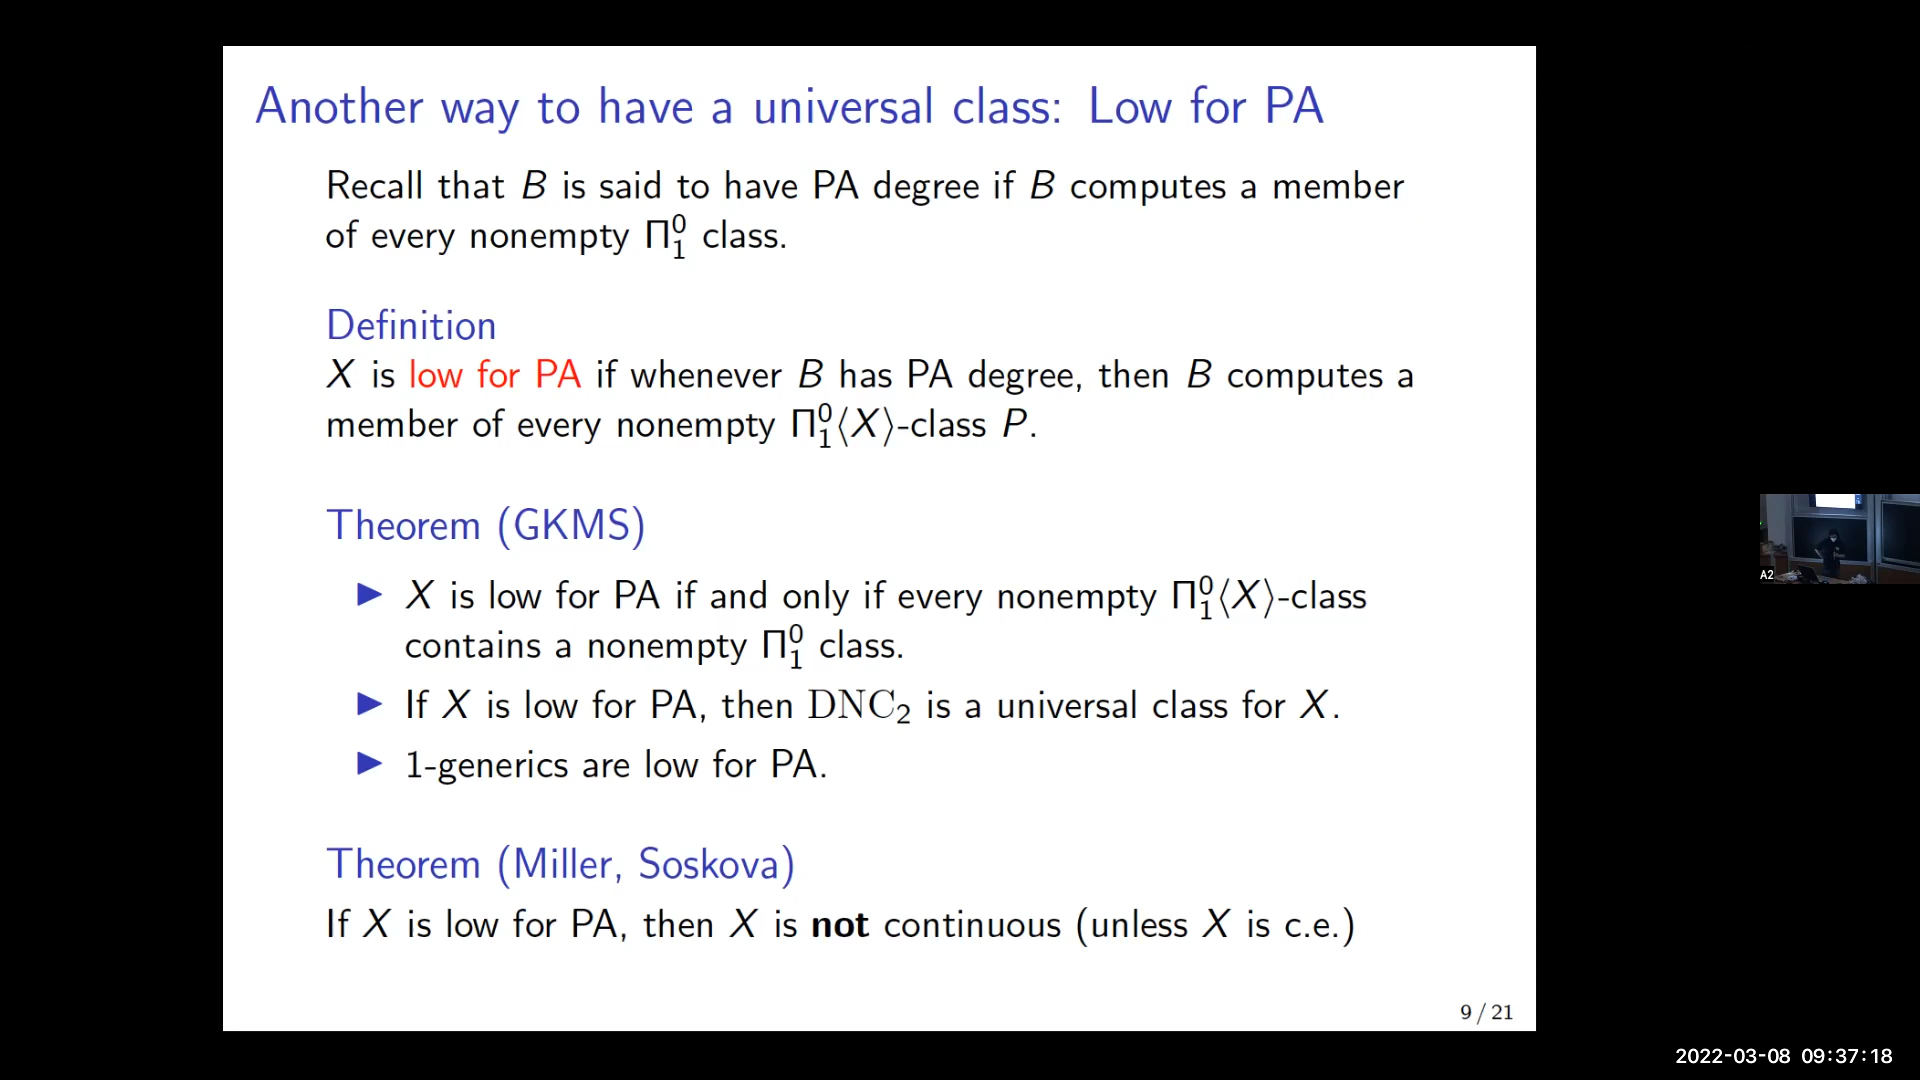 Another way to have a universal class: Low for PA
Recall that B is said to have PA degree if B computes a member
of every nonempty Π⁰₁ class.
Definition
X is low for PA if whenever B has PA degree, then B computes a
member of every nonempty Π⁰₁⟨X⟩-class P.
Theorem (GKMS)
▶ X is low for PA if and only if every nonempty Π⁰₁⟨X⟩-class
contains a nonempty Π⁰₁ class.
▶ If X is low for PA, then DNC₂ is a universal class for X.
▶ 1-generics are low for PA.
Theorem (Miller, Soskova)
If X is low for PA, then X is not continuous (unless X is c.e.)
9 / 21
A2
2022-03-08 09:37:18